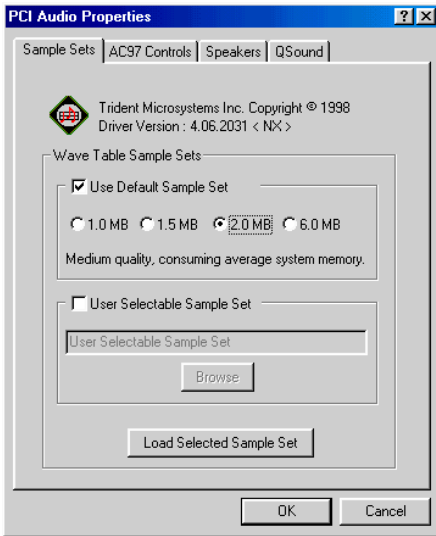 PCI Audio Properties
Sample Sets AC97 Controls Speakers QSound
Trident Microsystems Inc. Copyright © 1998
Driver Version : 4.06.2031 < NX >
Wave Table Sample Sets
Use Default Sample Set
1.0 MB 1.5 MB 2.0 MB 6.0 MB
Medium quality, consuming average system memory.
User Selectable Sample Set
User Selectable Sample Set
Browse
Load Selected Sample Set
OK Cancel